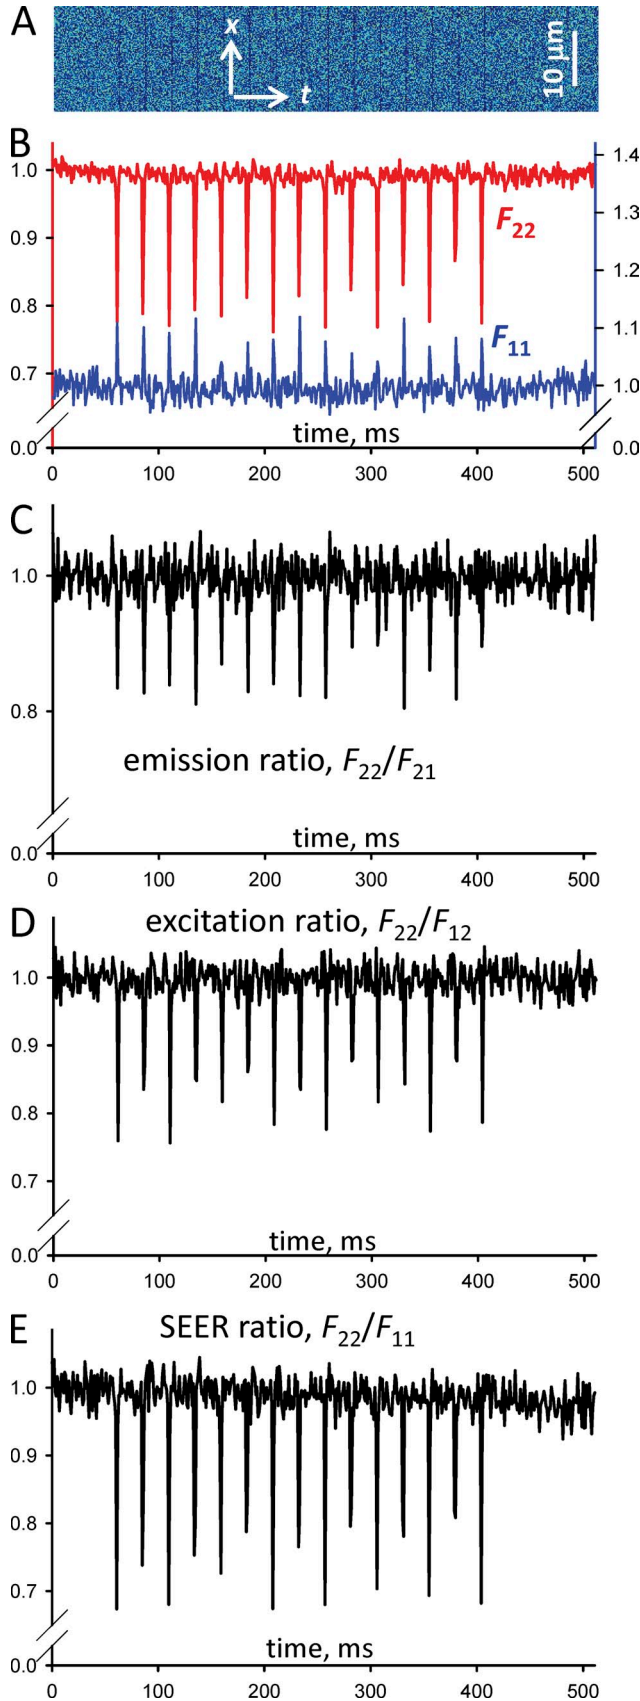 A
x
t
10 μm
B
1.0
0.9
0.8
0.7
0.0
1.4
1.3
1.2
1.1
1.0
0.0
F22
F11
time, ms
0 100 200 300 400 500
C
1.0
0.8
0.0
emission ratio, F22/F21
time, ms
0 100 200 300 400 500
D
excitation ratio, F22/F12
1.0
0.9
0.8
0.7
0.0
time, ms
0 100 200 300 400 500
E
SEER ratio, F22/F11
1.0
0.9
0.8
0.7
0.0
time, ms
0 100 200 300 400 500